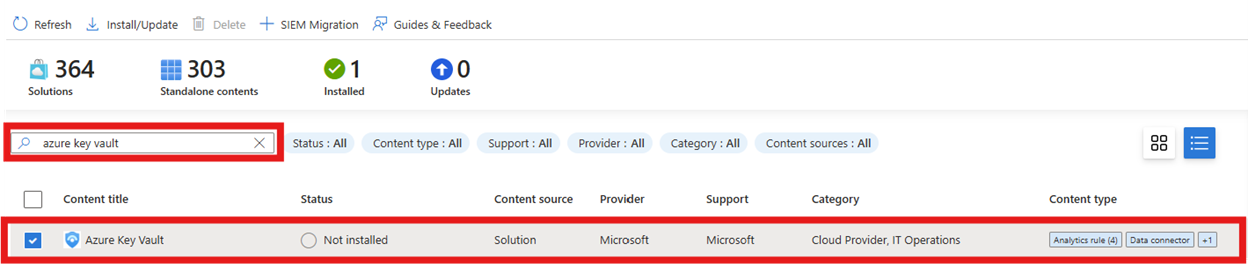 Refresh Install/Update Delete SIEM Migration Guides & Feedback
364 303 1 0
Solutions Standalone contents Installed Updates
azure key vault Status : All Content type : All Support : All Provider : All Category : All Content sources : All
Content title Status Content source Provider Support Category Content type
Azure Key Vault Not installed Solution Microsoft Microsoft Cloud Provider, IT Operations Analytics rule (4) Data connector +1